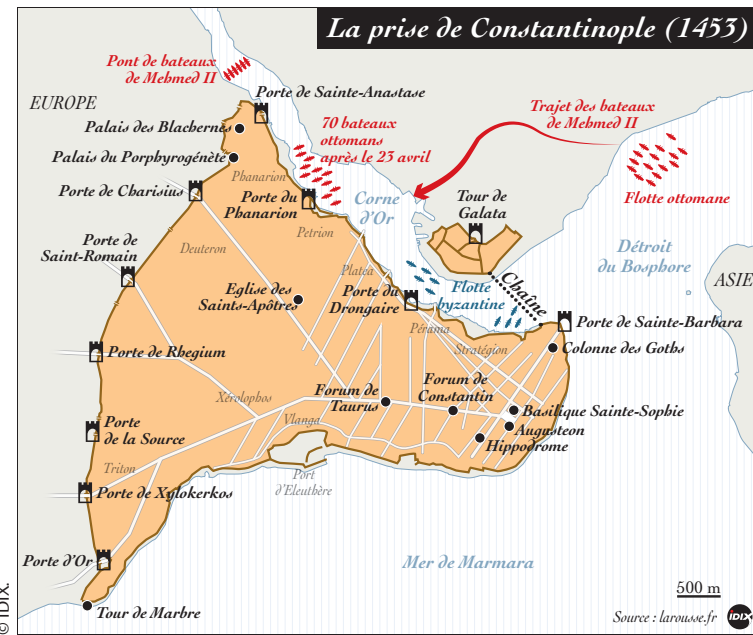 La prise de Constantinople (1453)
Pont de bateaux
de Mehmed II
EUROPE
Porte de Sainte-Anastase
Trajet des bateaux
de Mehmed II
Palais des Blachernes
70 bateaux
ottomans
après le 23 avril
Palais du Porphyrogénète
Phanarion
Porte de Charisius
Porte du
Phanarion
Corne
d'Or
Tour de
Galata
Flotte ottomane
Petrion
Porte de
Saint-Romain
Deuteron
Détroit
du Bosphore
Platea
Chaîne
ASIE
Eglise des
Saints-Apôtres
Porte du
Drongaire
Flotte
byzantine
Pérama
Porte de Sainte-Barbara
Stratégion
Colonne des Goths
Porte de Rhegium
Xérolophos
Forum de
Taurus
Forum de
Constantin
Vlanga
Basilique Sainte-Sophie
Augusteon
Hippodrome
Porte
de la Source
Triton
Port
d'Eleuthère
Porte de Xylokerkos
Porte d'Or
Mer de Marmara
500 m
Tour de Marbre
Source : larousse.fr
IDIX
© IDIX.